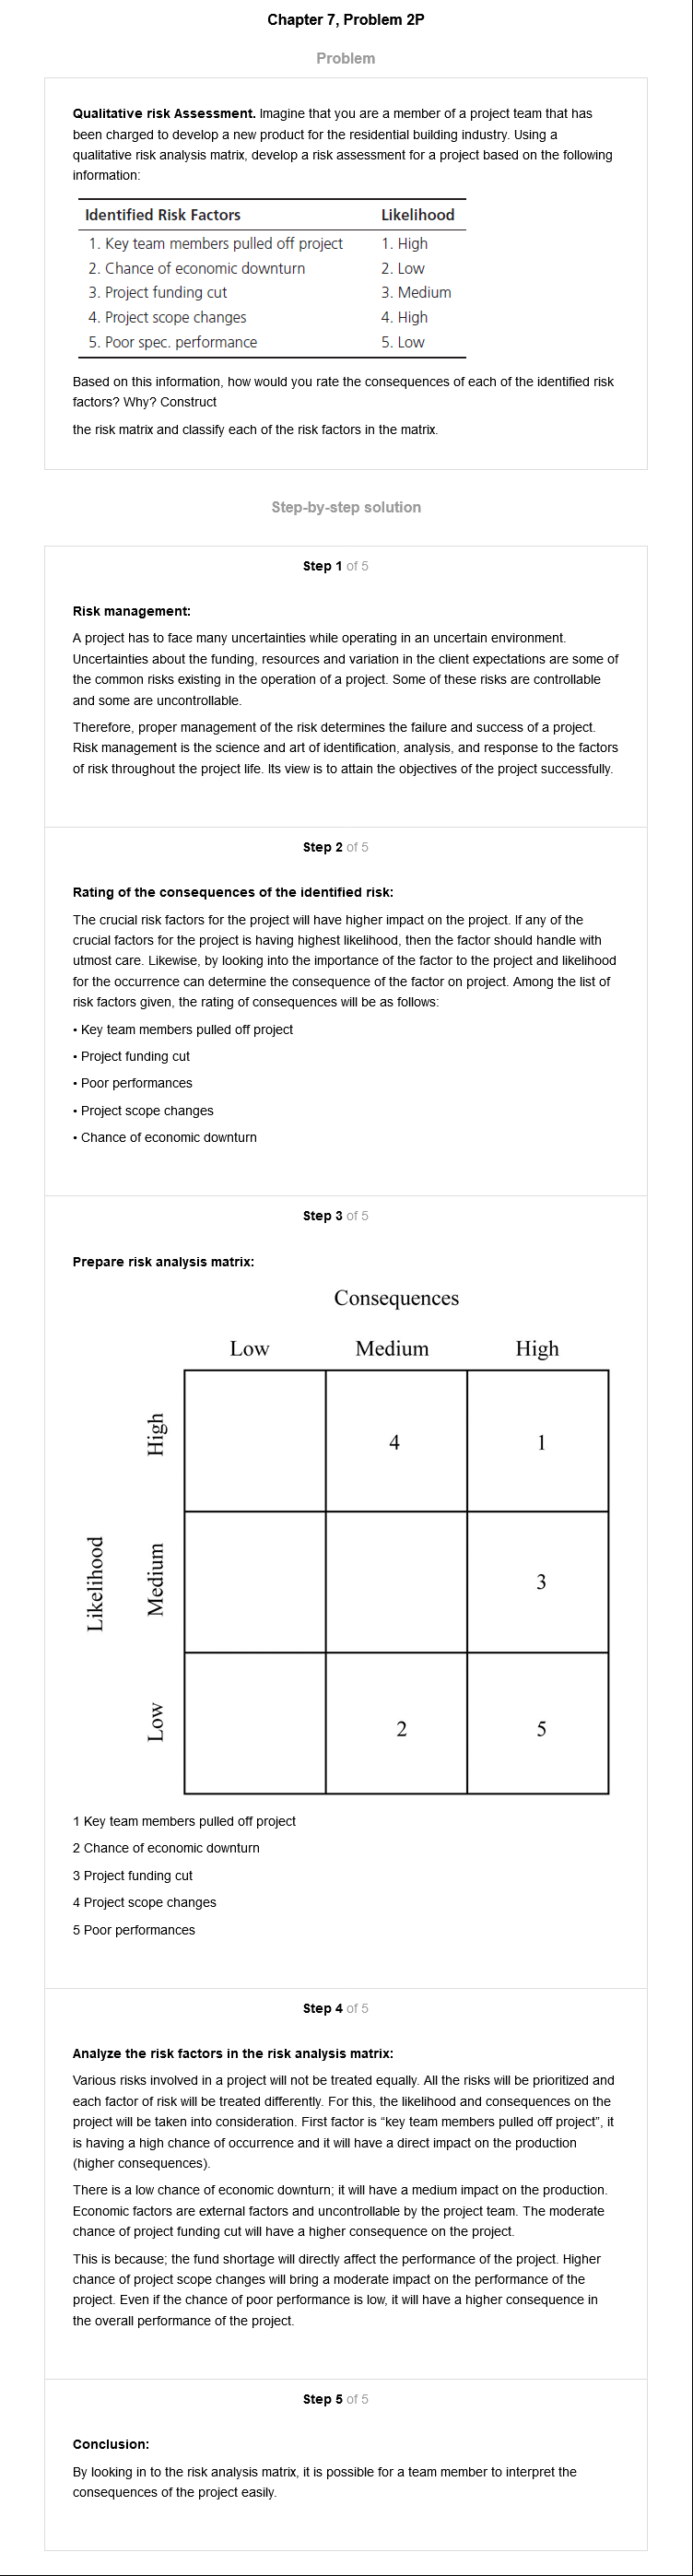 Chapter 7, Problem 2P
Problem
Qualitative risk Assessment. Imagine that you are a member of a project team that has
been charged to develop a new product for the residential building industry. Using a
qualitative risk analysis matrix, develop a risk assessment for a project based on the following
information:
Identified Risk Factors Likelihood
1. Key team members pulled off project 1. High
2. Chance of economic downturn 2. Low
3. Project funding cut 3. Medium
4. Project scope changes 4. High
5. Poor spec. performance 5. Low
Based on this information, how would you rate the consequences of each of the identified risk
factors? Why? Construct
the risk matrix and classify each of the risk factors in the matrix.
Step-by-step solution
Step 1 of 5
Risk management:
A project has to face many uncertainties while operating in an uncertain environment.
Uncertainties about the funding, resources and variation in the client expectations are some of
the common risks existing in the operation of a project. Some of these risks are controllable
and some are uncontrollable.
Therefore, proper management of the risk determines the failure and success of a project.
Risk management is the science and art of identification, analysis, and response to the factors
of risk throughout the project life. Its view is to attain the objectives of the project successfully.
Step 2 of 5
Rating of the consequences of the identified risk:
The crucial risk factors for the project will have higher impact on the project. If any of the
crucial factors for the project is having highest likelihood, then the factor should handle with
utmost care. Likewise, by looking into the importance of the factor to the project and likelihood
for the occurrence can determine the consequence of the factor on project. Among the list of
risk factors given, the rating of consequences will be as follows:
• Key team members pulled off project
• Project funding cut
• Poor performances
• Project scope changes
• Chance of economic downturn
Step 3 of 5
Prepare risk analysis matrix:
Consequences
Low Medium High
High 4 1
Likelihood
Medium 3
Low 2 5
1 Key team members pulled off project
2 Chance of economic downturn
3 Project funding cut
4 Project scope changes
5 Poor performances
Step 4 of 5
Analyze the risk factors in the risk analysis matrix:
Various risks involved in a project will not be treated equally. All the risks will be prioritized and
each factor of risk will be treated differently. For this, the likelihood and consequences on the
project will be taken into consideration. First factor is “key team members pulled off project”, it
is having a high chance of occurrence and it will have a direct impact on the production
(higher consequences).
There is a low chance of economic downturn; it will have a medium impact on the production.
Economic factors are external factors and uncontrollable by the project team. The moderate
chance of project funding cut will have a higher consequence on the project.
This is because; the fund shortage will directly affect the performance of the project. Higher
chance of project scope changes will bring a moderate impact on the performance of the
project. Even if the chance of poor performance is low, it will have a higher consequence in
the overall performance of the project.
Step 5 of 5
Conclusion:
By looking in to the risk analysis matrix, it is possible for a team member to interpret the
consequences of the project easily.